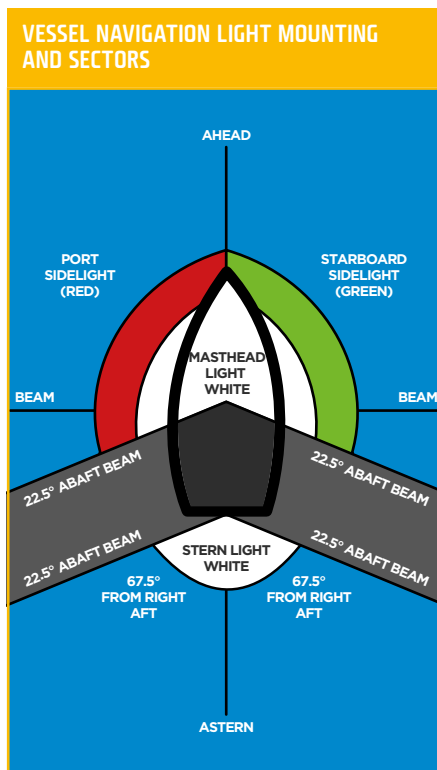 VESSEL NAVIGATION LIGHT MOUNTING
AND SECTORS
AHEAD
PORT
SIDELIGHT
(RED)
STARBOARD
SIDELIGHT
(GREEN)
MASTHEAD
LIGHT
WHITE
BEAM
BEAM
22.5° ABAFT BEAM
22.5° ABAFT BEAM
22.5° ABAFT BEAM
22.5° ABAFT BEAM
STERN LIGHT
WHITE
67.5°
FROM RIGHT
AFT
67.5°
FROM RIGHT
AFT
ASTERN